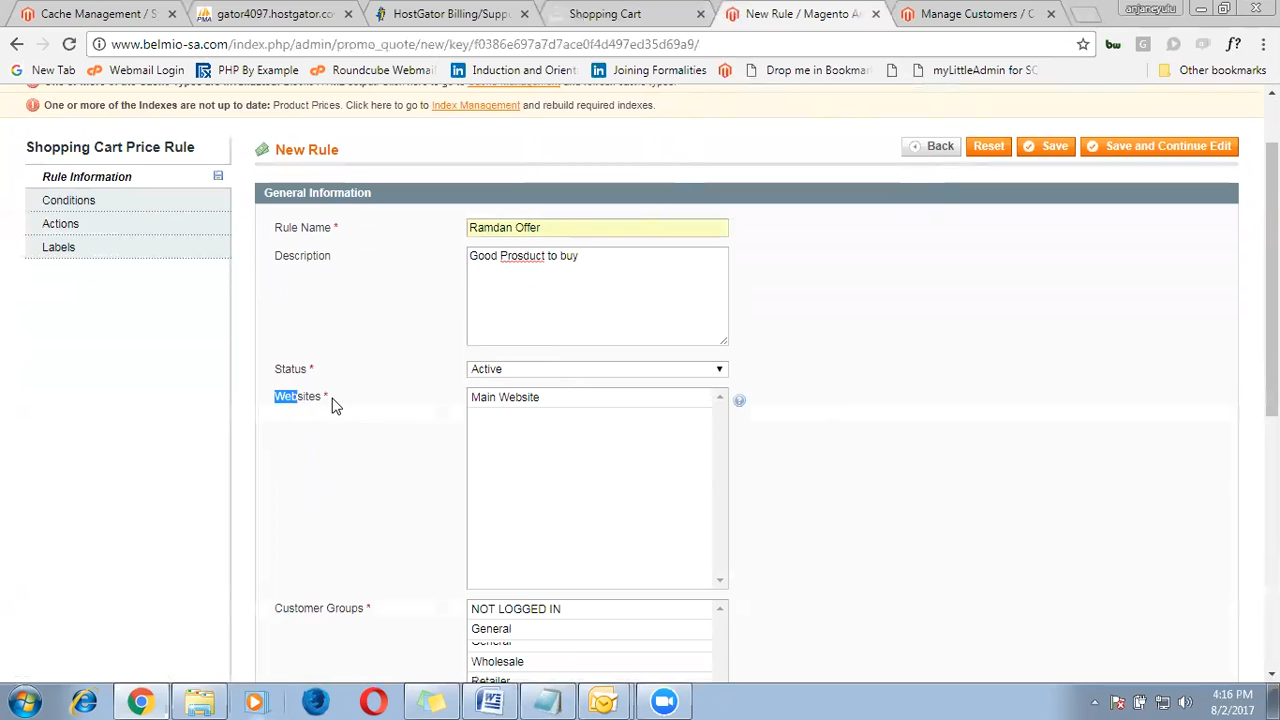 Cache Management / S
gator4097.hostgator.co
HostGator Billing/Supp
Shopping Cart
New Rule / Magento A
Manage Customers / C
anjaneyulu
www.belmio-sa.com/index.php/admin/promo_quote/new/key/f0386e697a7d7ace0f4d497ed35d69a9/
New Tab
Webmail Login
PHP By Example
Roundcube Webmai
Induction and Orient
Joining Formalities
Drop me in Bookmar
myLittleAdmin for SC
Other bookmarks
One or more of the Indexes are not up to date: Product Prices. Click here to go to Index Management and rebuild required indexes.
Shopping Cart Price Rule
Rule Information
Conditions
Actions
Labels
New Rule
Back
Reset
Save
Save and Continue Edit
General Information
Rule Name * Ramdan Offer
Description Good Prosduct to buy
Status * Active
Websites * Main Website
Customer Groups * NOT LOGGED IN
General
General
Wholesale
Retailer
4:16 PM
8/2/2017